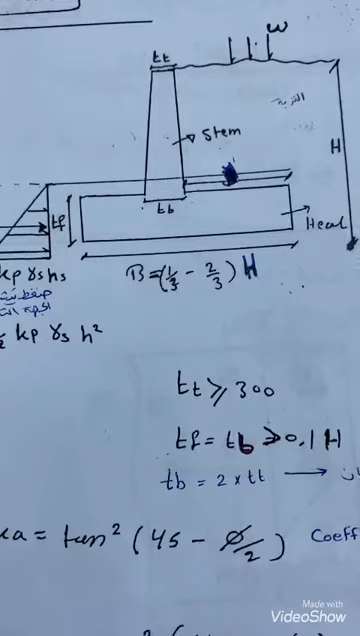 tt
w
التربة
Stem
H
tf
tb
Heal
kp γs hs
B = (1/3 - 2/3) H
kp γs h²
tt ≥ 300
tf = tb ≥ 0.1 H
tb = 2 × tt →
ka = tan² (45 - Ø/2) Coeff
Made with
VideoShow